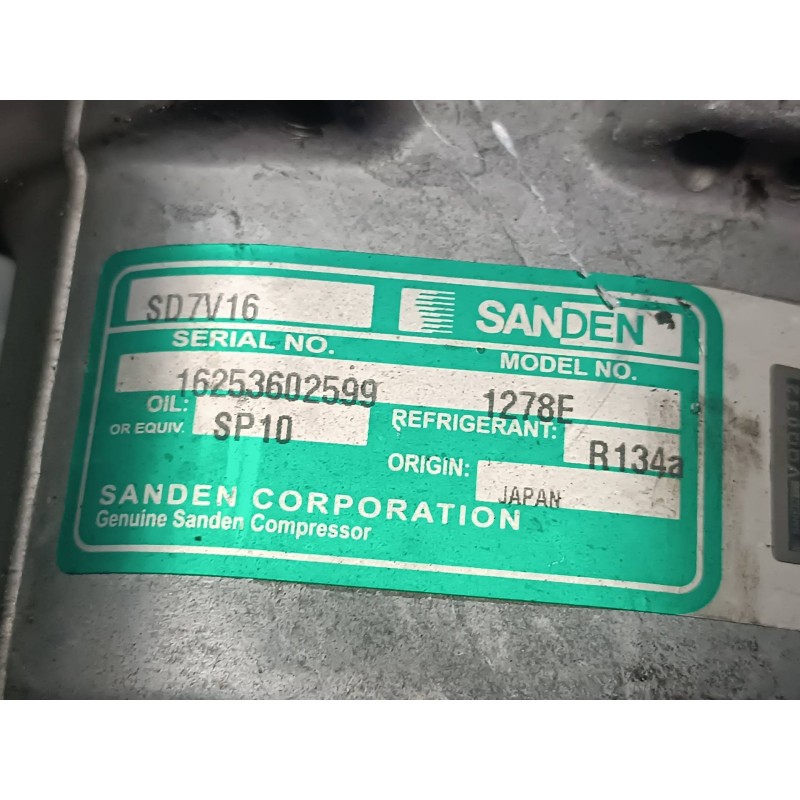 SD7V16
SANDEN
SERIAL NO.
MODEL NO.
16253602599
1278E
OIL:
OR EQUIV.
SP10
REFRIGERANT:
R134a
ORIGIN:
JAPAN
SANDEN CORPORATION
Genuine Sanden Compressor